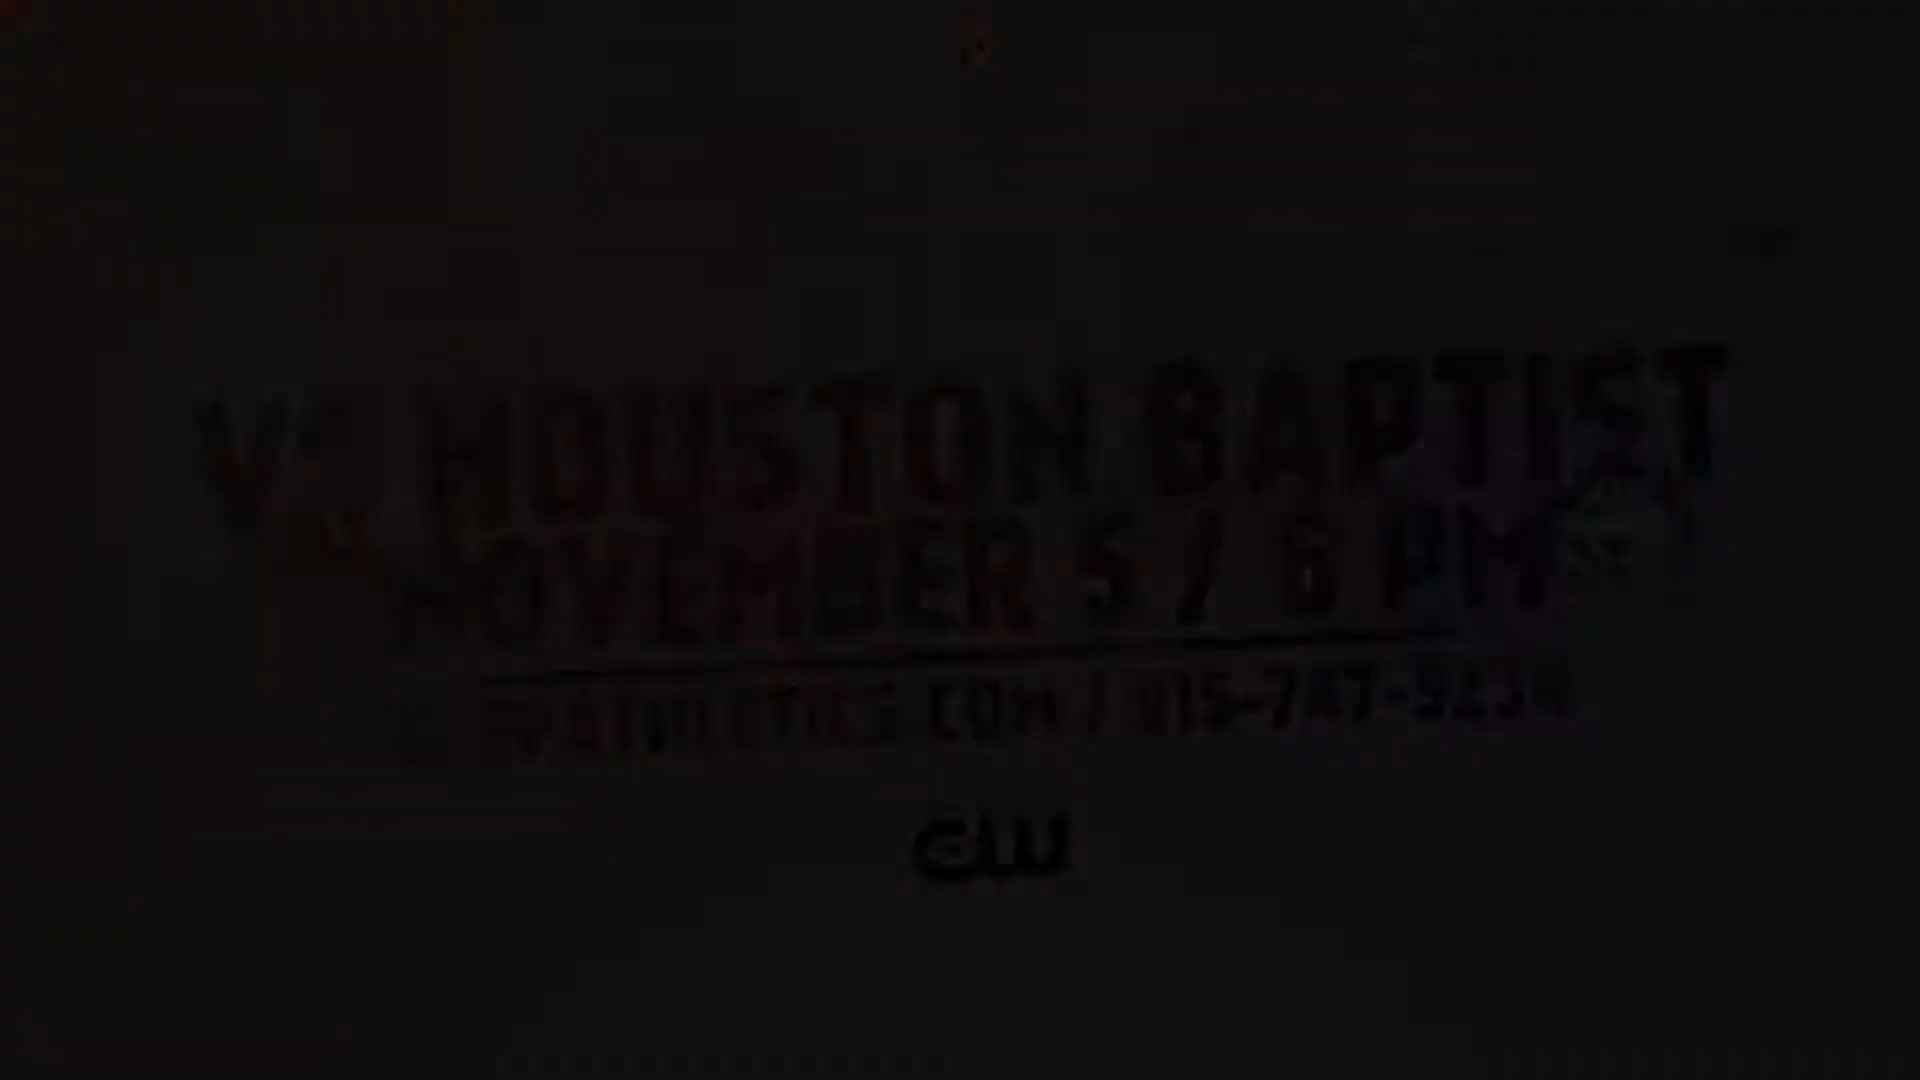 VS. HOUSTON BAPTIST
NOVEMBER 5 / 6 PM
.COM / 915-747-5234
CW